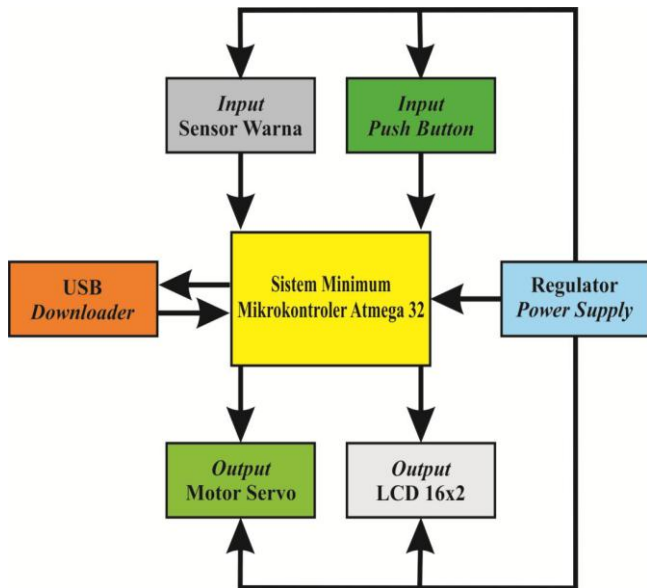 Input
Sensor Warna
Input
Push Button
USB
Downloader
Sistem Minimum
Mikrokontroler Atmega 32
Regulator
Power Supply
Output
Motor Servo
Output
LCD 16x2